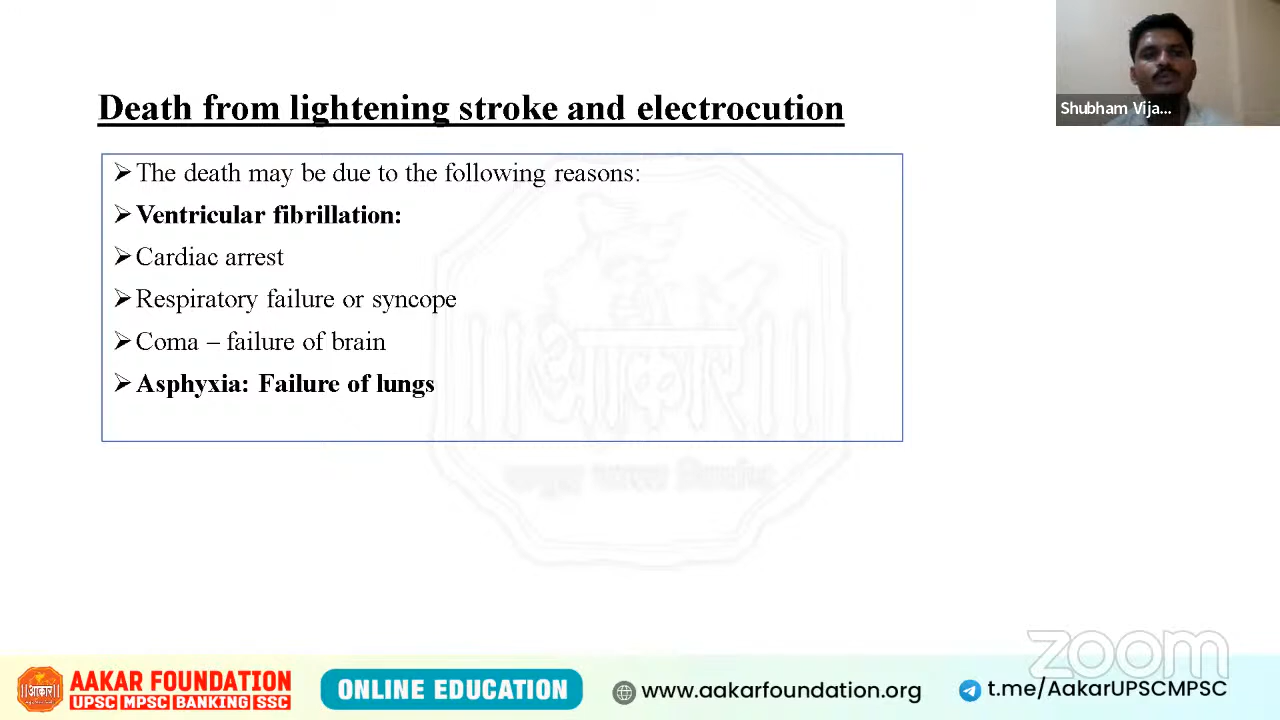 Death from lightening stroke and electrocution
Shubham Vija...
➢ The death may be due to the following reasons:
➢ Ventricular fibrillation:
➢ Cardiac arrest
➢ Respiratory failure or syncope
➢ Coma – failure of brain
➢ Asphyxia: Failure of lungs
आकार
zoom
आकार
AAKAR FOUNDATION
UPSC MPSC BANKING SSC
ONLINE EDUCATION
www.aakarfoundation.org
t.me/AakarUPSCMPSC